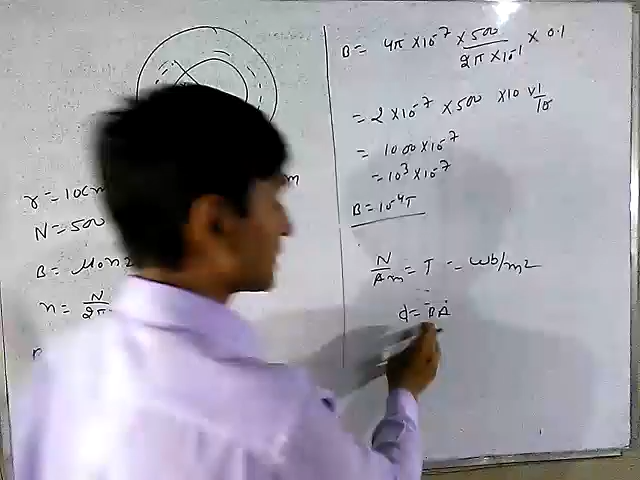 r = 10cm
m
N = 500
B = μ₀n
n = N/2π
B = 4π × 10⁻⁷ × 500/2π × 10⁻¹ × 0.1
= 2 × 10⁻⁷ × 500 × 10 × 1/10
= 1000 × 10⁻⁷
= 10³ × 10⁻⁷
B = 10⁻⁴ T
N/Am = T = wb/m²
ϕ = B̄ Ā